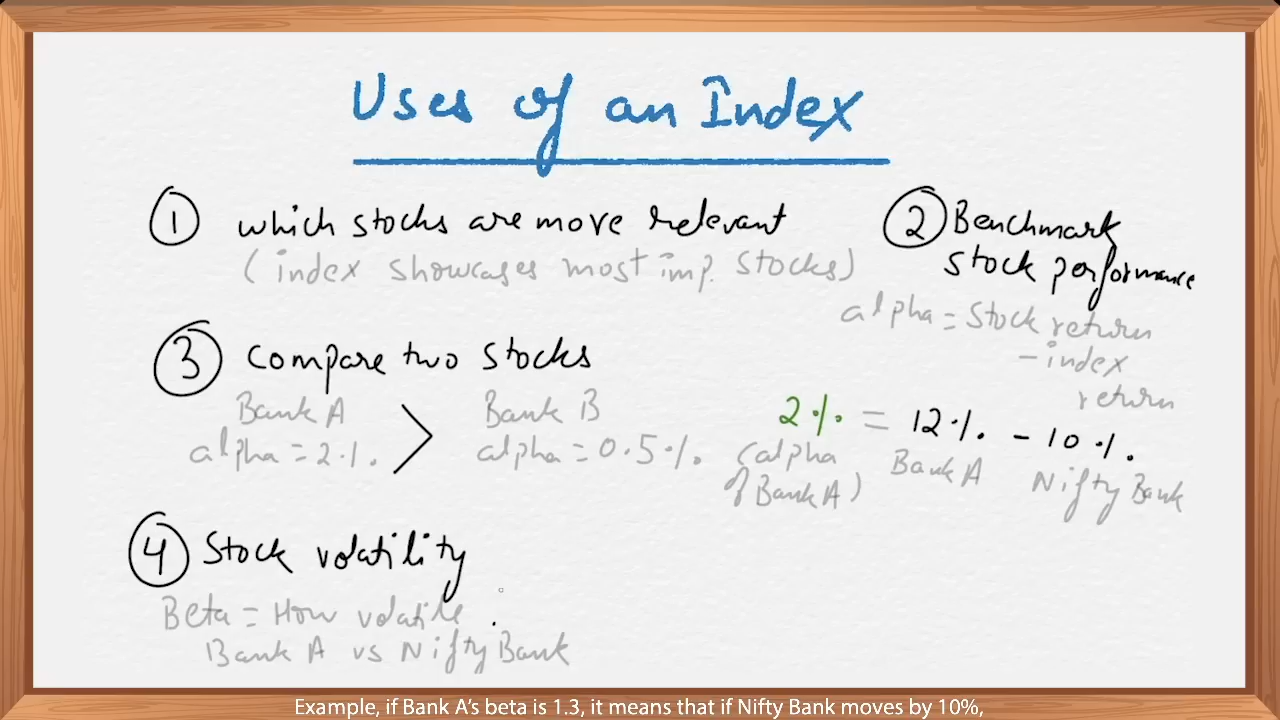 Uses of an Index
① which stocks are more relevant
(index showcases most imp. stocks)
② Benchmark
stock performance
alpha = Stock return
- index
return
③ Compare two stocks
Bank A > Bank B
alpha = 2%. alpha = 0.5%.
2% = 12% - 10%.
(alpha
of Bank A) Bank A Nifty Bank
④ Stock volatility
Beta = How volatile
Bank A vs Nifty Bank
Example, if Bank A's beta is 1.3, it means that if Nifty Bank moves by 10%,